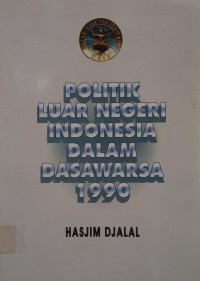 POLITIK
LUAR NEGERI
INDONESIA
DALAM
DASAWARSA
1990
HASJIM DJALAL